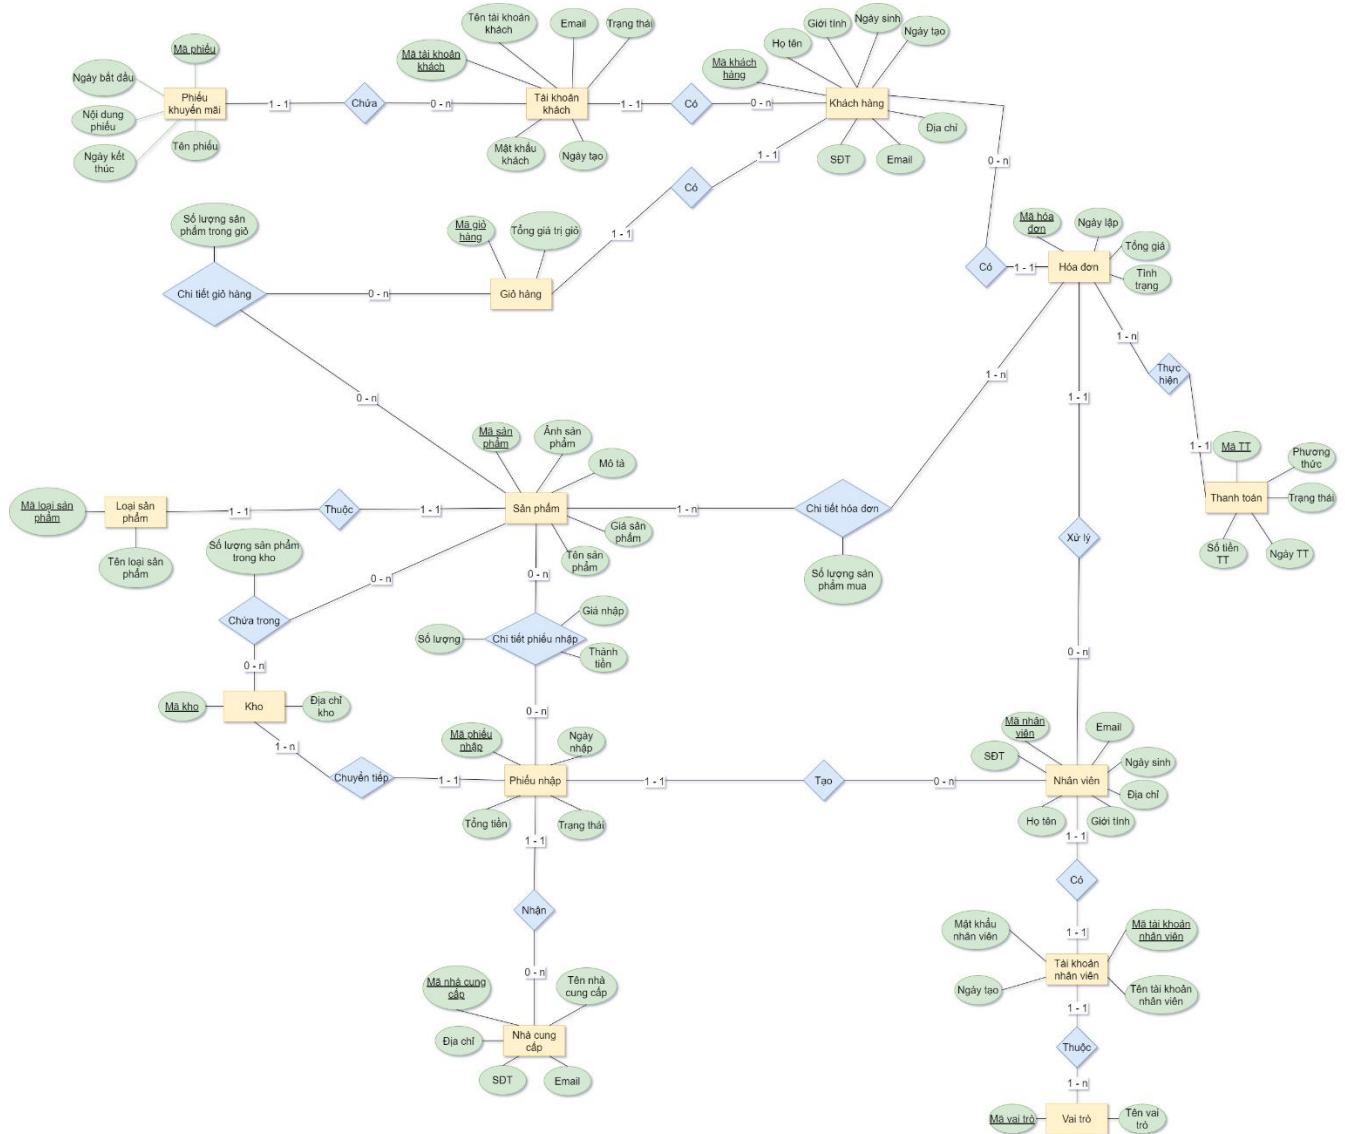 Mã phiếu
Ngày bắt đầu
Nội dung
phiếu
Ngày kết
thúc
Tên phiếu
Phiếu
khuyến mãi
1 - 1
Chứa
0 - n
Tên tài khoản
khách
Email
Trạng thái
Mã tài khoản
khách
Tài khoản
khách
Mật khẩu
khách
Ngày tạo
1 - 1
Có
0 - n
Giới tính
Ngày sinh
Họ tên
Ngày tạo
Mã khách
hàng
Khách hàng
Địa chỉ
SĐT
Email
1 - 1
Có
1 - 1
0 - n
Số lượng sản
phẩm trong giỏ
Chi tiết giỏ hàng
0 - n
Mã giỏ
hàng
Tổng giá trị giỏ
Giỏ hàng
0 - n
Có
1 - 1
Mã hóa
đơn
Ngày lập
Tổng giá
Tình
trạng
Hóa đơn
1 - n
1 - 1
1 - n
Thực
hiện
1 - 1
Mã TT
Phương
thức
Thanh toán
Trạng thái
Số tiền
TT
Ngày TT
Mã sản
phẩm
Ảnh sản
phẩm
Mô tả
Sản phẩm
Giá sản
phẩm
Tên sản
phẩm
Mã loại sản
phẩm
Loại sản
phẩm
Tên loại sản
phẩm
1 - 1
Thuộc
1 - 1
1 - n
Chi tiết hóa đơn
Số lượng sản
phẩm mua
Xử lý
0 - n
Số lượng sản phẩm
trong kho
0 - n
Chứa trong
0 - n
Mã kho
Kho
Địa chỉ
kho
1 - n
Chuyển tiếp
1 - 1
0 - n
Số lượng
Chi tiết phiếu nhập
Giá nhập
Thành
tiền
0 - n
Mã phiếu
nhập
Ngày
nhập
Phiếu nhập
Tổng tiền
Trạng thái
1 - 1
Tạo
0 - n
Mã nhân
viên
Email
SĐT
Ngày sinh
Nhân viên
Địa chỉ
Họ tên
Giới tính
1 - 1
Nhận
0 - n
Mã nhà cung
cấp
Tên nhà
cung cấp
Địa chỉ
Nhà cung
cấp
SĐT
Email
1 - 1
Có
1 - 1
Mật khẩu
nhân viên
Mã tài khoản
nhân viên
Tài khoản
nhân viên
Ngày tạo
Tên tài khoản
nhân viên
1 - 1
Thuộc
1 - n
Mã vai trò
Vai trò
Tên vai
trò